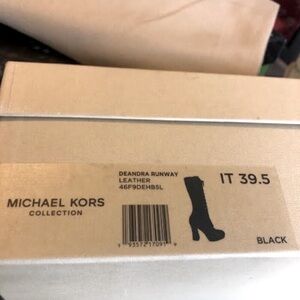 DEANDRA RUNWAY
LEATHER
46F9DEHB5L
IT 39.5
MICHAEL KORS
COLLECTION
BLACK